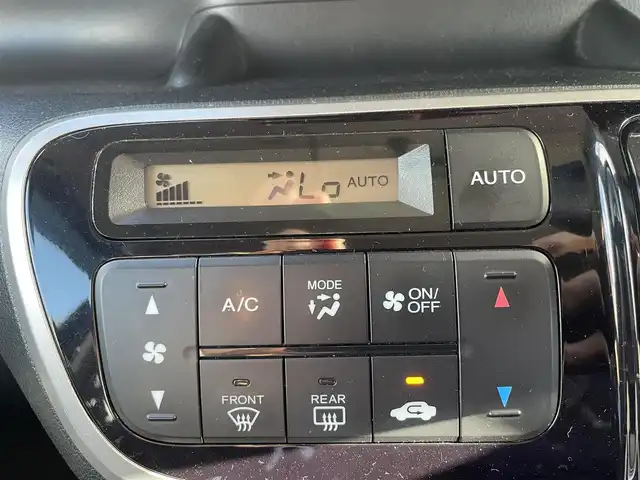 Lo AUTO
AUTO
A/C
MODE
ON/
OFF
FRONT
REAR